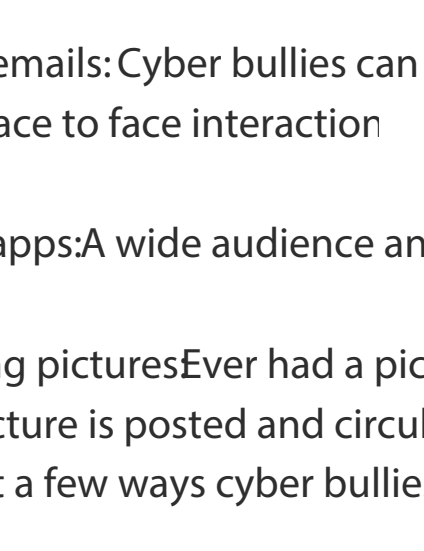 emails: Cyber bullies can
ace to face interaction
apps:A wide audience an
g pictures:Ever had a pic
cture is posted and circul
t a few ways cyber bullie